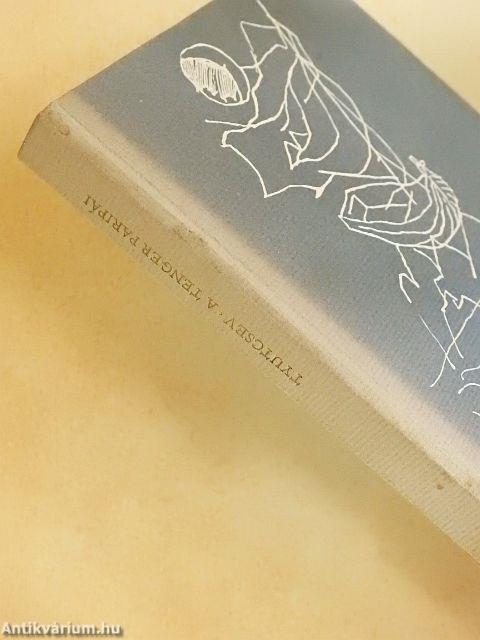 TYUTCSEV · A TENGER PARIPÁI
Antikvárium.hu